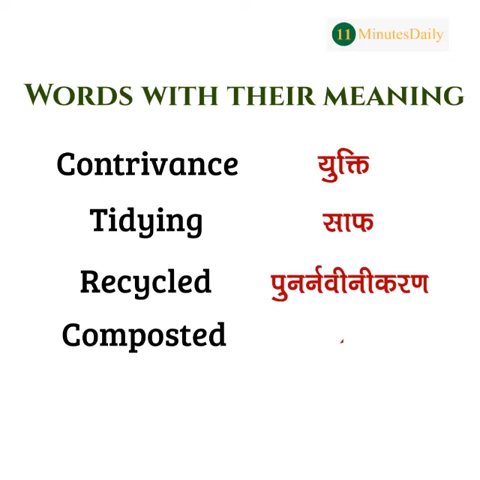 11 MinutesDaily
WORDS WITH THEIR MEANING
Contrivance युक्ति
Tidying साफ
Recycled पुनर्नवीनीकरण
Composted